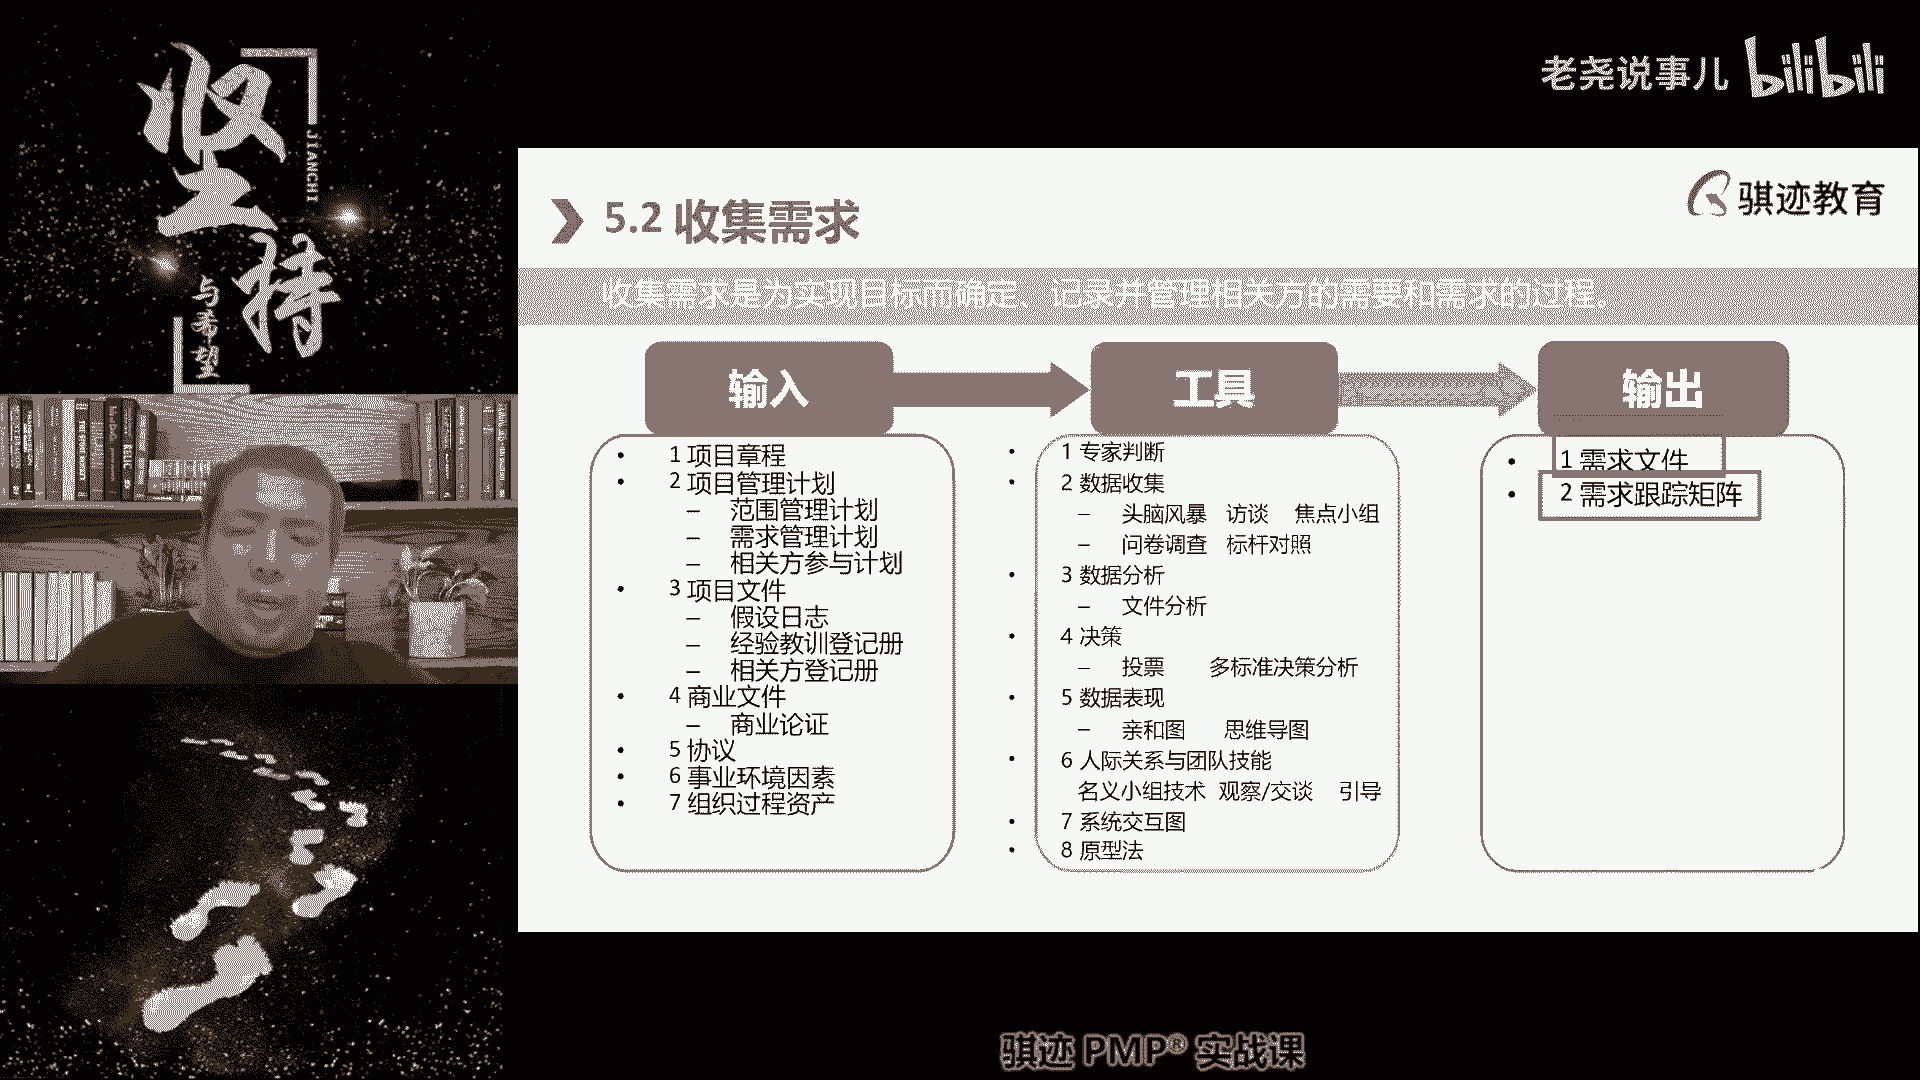 坚持
JIANCHI
与希望
老尧说事儿 bilibili
骐迹教育
5.2 收集需求
收集需求是为实现目标而确定、记录并管理相关方的需要和需求的过程。
输入
• 1 项目章程
• 2 项目管理计划
– 范围管理计划
– 需求管理计划
– 相关方参与计划
• 3 项目文件
– 假设日志
– 经验教训登记册
– 相关方登记册
• 4 商业文件
– 商业论证
• 5 协议
• 6 事业环境因素
• 7 组织过程资产
工具
• 1 专家判断
• 2 数据收集
– 头脑风暴 访谈 焦点小组
– 问卷调查 标杆对照
• 3 数据分析
– 文件分析
• 4 决策
– 投票 多标准决策分析
• 5 数据表现
– 亲和图 思维导图
• 6 人际关系与团队技能
名义小组技术 观察/交谈 引导
• 7 系统交互图
• 8 原型法
输出
• 1 需求文件
• 2 需求跟踪矩阵
骐迹 PMP® 实战课